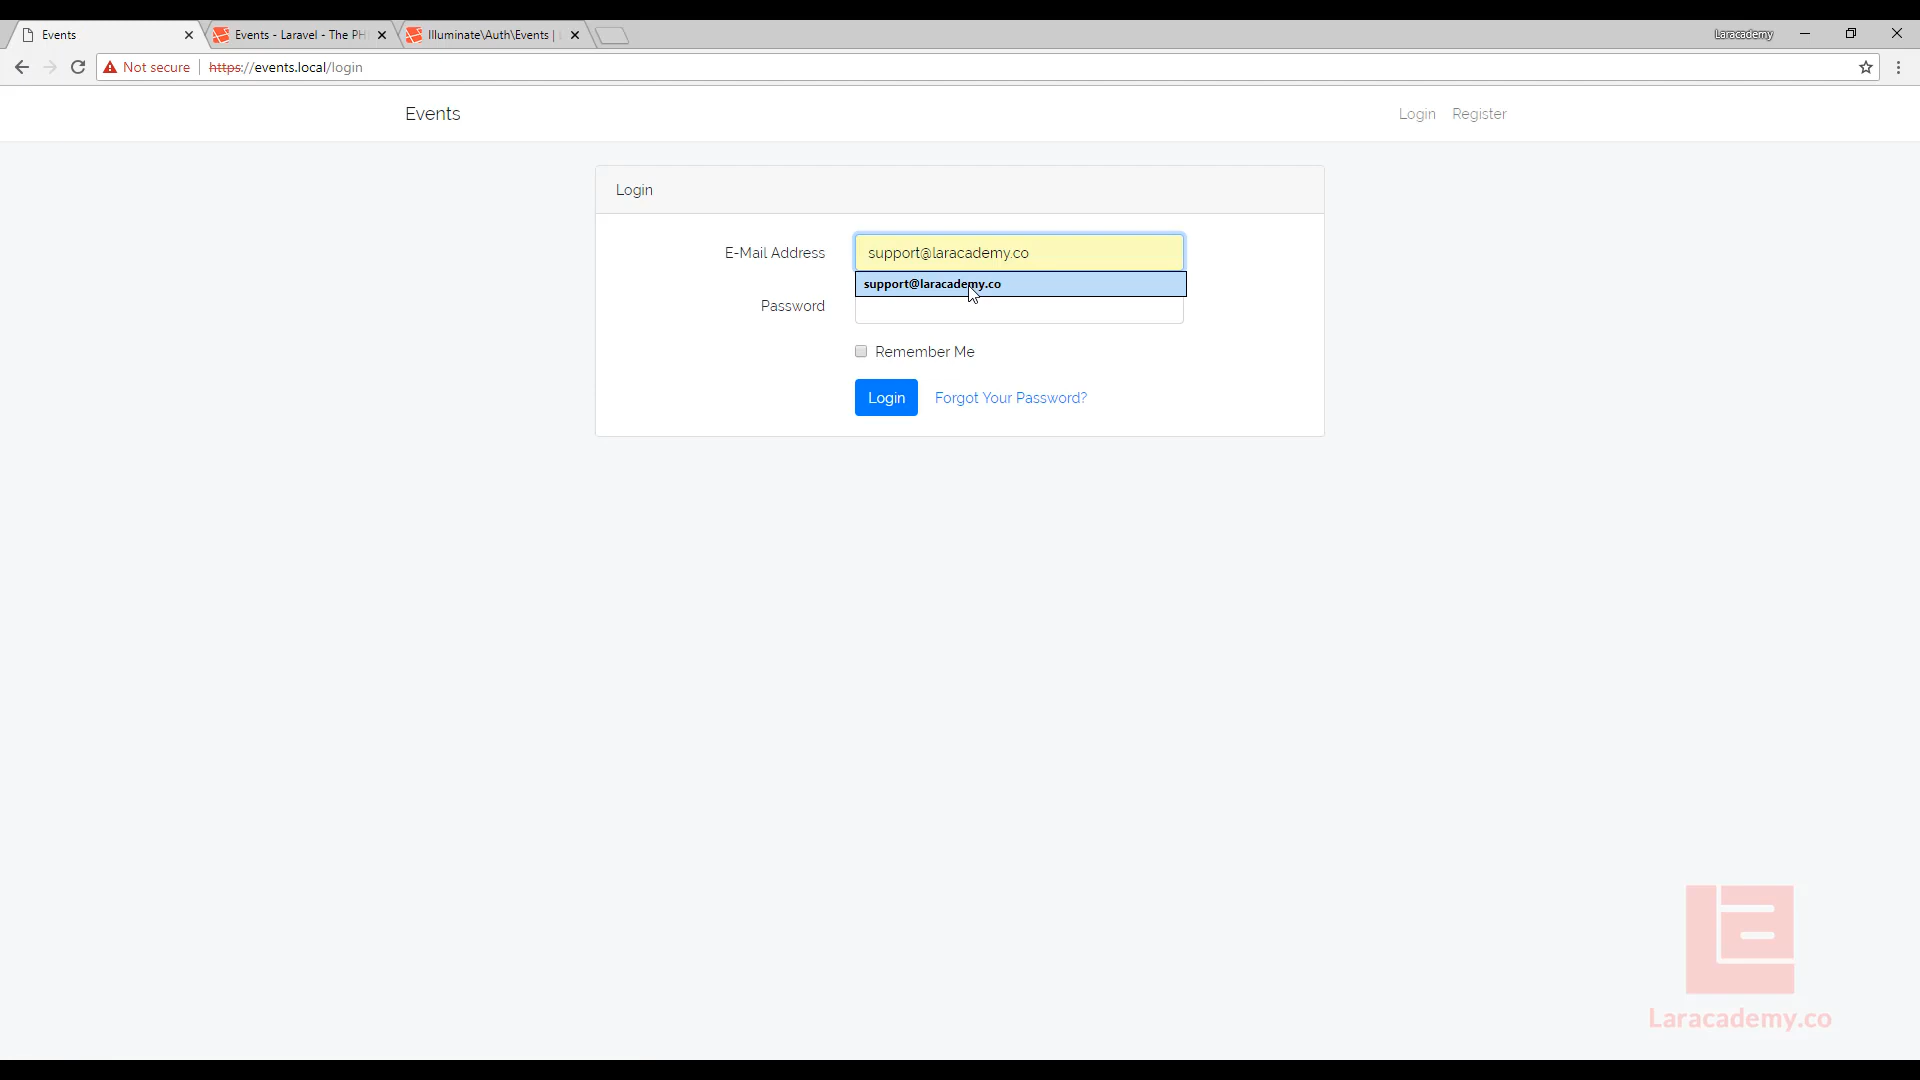 Events
Events - Laravel - The PH
Illuminate\Auth\Events |
Laracademy
Not secure
https://events.local/login
Events
Login
Register
Login
E-Mail Address
support@laracademy.co
support@laracademy.co
Password
Remember Me
Login
Forgot Your Password?
Laracademy.co